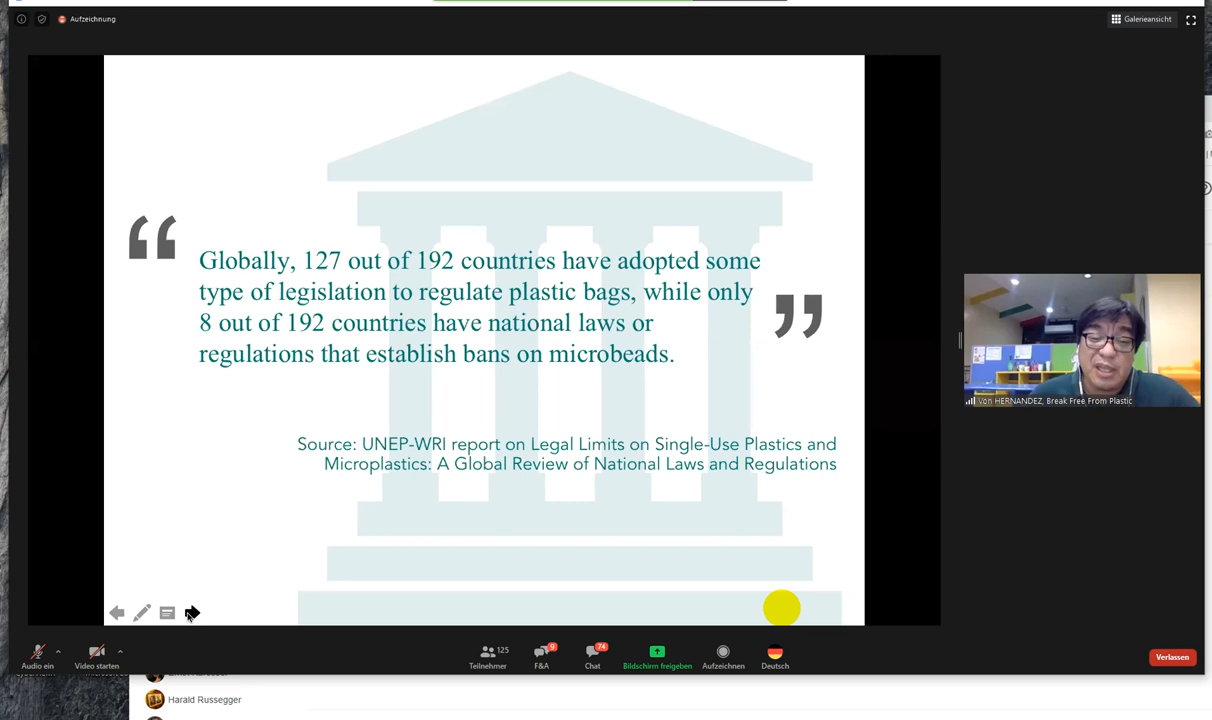 Aufzeichnung
Galerieansicht
Globally, 127 out of 192 countries have adopted some
type of legislation to regulate plastic bags, while only
8 out of 192 countries have national laws or
regulations that establish bans on microbeads.
Source: UNEP-WRI report on Legal Limits on Single-Use Plastics and
Microplastics: A Global Review of National Laws and Regulations
Von HERNANDEZ, Break Free From Plastic
125
9
74
Audio ein
Video starten
Teilnehmer
F&A
Chat
Bildschirm freigeben
Aufzeichnen
Deutsch
Verlassen
Harald Russegger